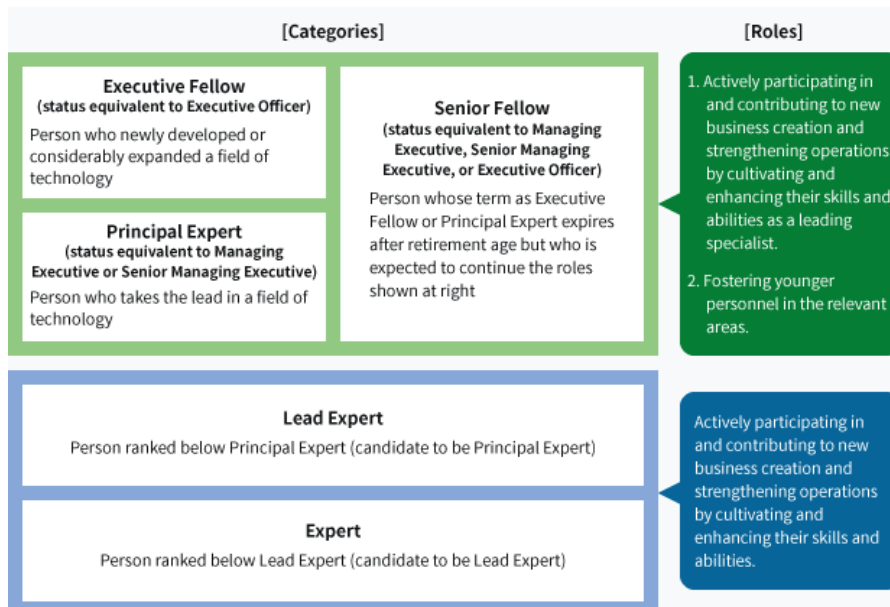 [Categories]
[Roles]
Executive Fellow
(status equivalent to Executive Officer)
Person who newly developed or
considerably expanded a field of
technology
Principal Expert
(status equivalent to Managing
Executive or Senior Managing Executive)
Person who takes the lead in a field of
technology
Senior Fellow
(status equivalent to Managing
Executive, Senior Managing
Executive, or Executive Officer)
Person whose term as Executive
Fellow or Principal Expert expires
after retirement age but who is
expected to continue the roles
shown at right
1. Actively participating in
and contributing to new
business creation and
strengthening operations
by cultivating and
enhancing their skills and
abilities as a leading
specialist.
2. Fostering younger
personnel in the relevant
areas.
Lead Expert
Person ranked below Principal Expert (candidate to be Principal Expert)
Expert
Person ranked below Lead Expert (candidate to be Lead Expert)
Actively participating in
and contributing to new
business creation and
strengthening operations
by cultivating and
enhancing their skills and
abilities.